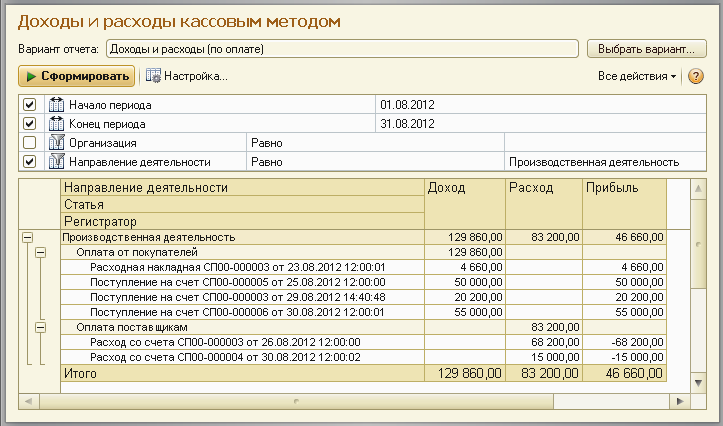 Доходы и расходы кассовым методом
Вариант отчета: Доходы и расходы (по оплате) Выбрать вариант...
Сформировать Настройка... Все действия ?
Начало периода 01.08.2012
Конец периода 31.08.2012
Организация Равно
Направление деятельности Равно Производственная деятельность
Направление деятельности Доход Расход Прибыль
Статья
Регистратор
Производственная деятельность 129 860,00 83 200,00 46 660,00
Оплата от покупателей 129 860,00
Расходная накладная СП00-000003 от 23.08.2012 12:00:01 4 660,00 4 660,00
Поступление на счет СП00-000005 от 25.08.2012 12:00:00 50 000,00 50 000,00
Поступление на счет СП00-000003 от 29.08.2012 14:40:48 20 200,00 20 200,00
Поступление на счет СП00-000006 от 30.08.2012 12:00:01 55 000,00 55 000,00
Оплата поставщикам 83 200,00
Расход со счета СП00-000003 от 26.08.2012 12:00:00 68 200,00 -68 200,00
Расход со счета СП00-000004 от 30.08.2012 12:00:02 15 000,00 -15 000,00
Итого 129 860,00 83 200,00 46 660,00